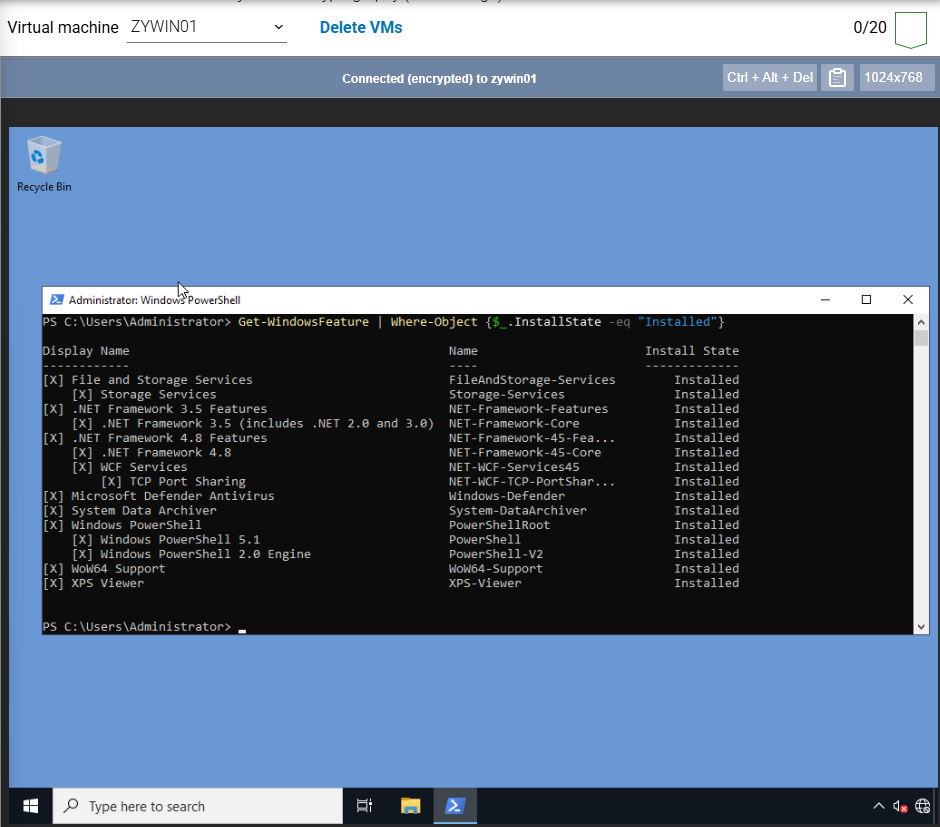 Virtual machine ZYWIN01 Delete VMs 0/20
Connected (encrypted) to zywin01 Ctrl + Alt + Del 1024x768
Recycle Bin
Administrator: Windows PowerShell
PS C:\Users\Administrator> Get-WindowsFeature | Where-Object {$_.InstallState -eq "Installed"}
Display Name Name Install State
------------ ---- -------------
[X] File and Storage Services FileAndStorage-Services Installed
[X] Storage Services Storage-Services Installed
[X] .NET Framework 3.5 Features NET-Framework-Features Installed
[X] .NET Framework 3.5 (includes .NET 2.0 and 3.0) NET-Framework-Core Installed
[X] .NET Framework 4.8 Features NET-Framework-45-Fea... Installed
[X] .NET Framework 4.8 NET-Framework-45-Core Installed
[X] WCF Services NET-WCF-Services45 Installed
[X] TCP Port Sharing NET-WCF-TCP-PortShar... Installed
[X] Microsoft Defender Antivirus Windows-Defender Installed
[X] System Data Archiver System-DataArchiver Installed
[X] Windows PowerShell PowerShellRoot Installed
[X] Windows PowerShell 5.1 PowerShell Installed
[X] Windows PowerShell 2.0 Engine PowerShell-V2 Installed
[X] WoW64 Support WoW64-Support Installed
[X] XPS Viewer XPS-Viewer Installed
PS C:\Users\Administrator>
Type here to search